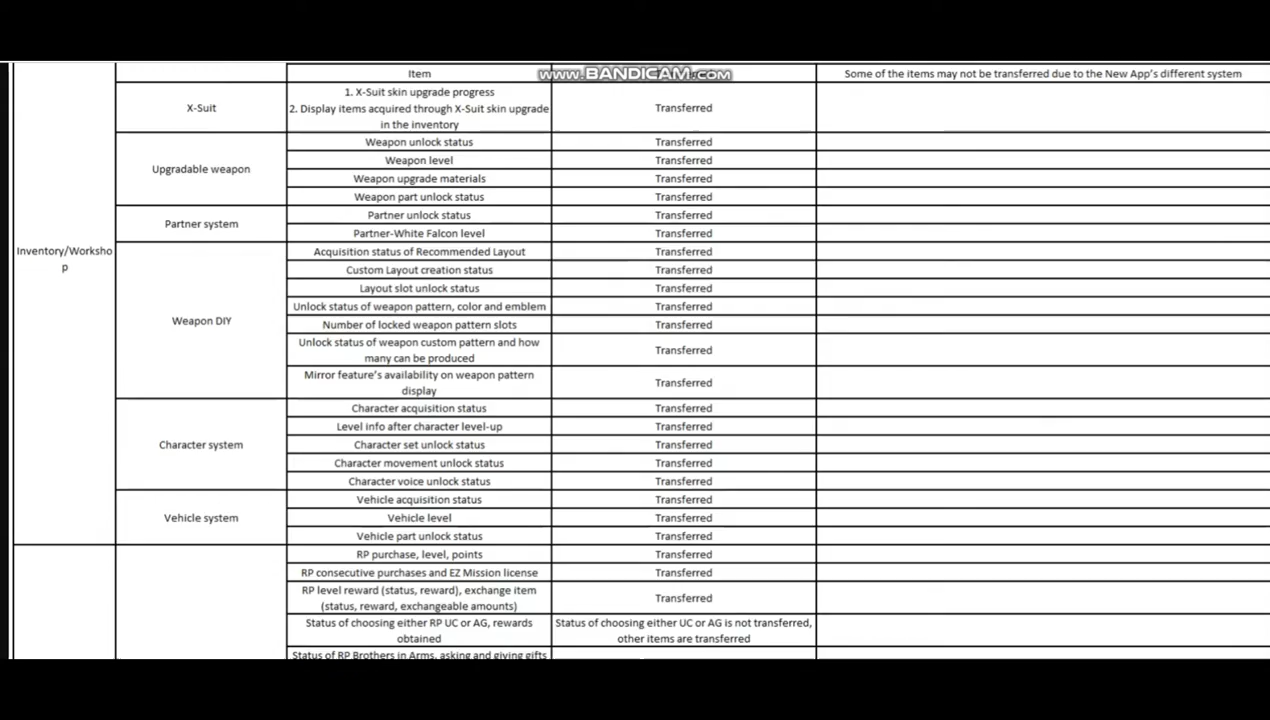 Item
www.BANDICAM.com
Some of the items may not be transferred due to the New App's different system
X-Suit
1. X-Suit skin upgrade progress
2. Display items acquired through X-Suit skin upgrade
in the inventory
Transferred
Upgradable weapon
Weapon unlock status
Transferred
Weapon level
Transferred
Weapon upgrade materials
Transferred
Weapon part unlock status
Transferred
Partner system
Partner unlock status
Transferred
Partner-White Falcon level
Transferred
Inventory/Worksho
p
Weapon DIY
Acquisition status of Recommended Layout
Transferred
Custom Layout creation status
Transferred
Layout slot unlock status
Transferred
Unlock status of weapon pattern, color and emblem
Transferred
Number of locked weapon pattern slots
Transferred
Unlock status of weapon custom pattern and how
many can be produced
Transferred
Mirror feature's availability on weapon pattern
display
Transferred
Character system
Character acquisition status
Transferred
Level info after character level-up
Transferred
Character set unlock status
Transferred
Character movement unlock status
Transferred
Character voice unlock status
Transferred
Vehicle system
Vehicle acquisition status
Transferred
Vehicle level
Transferred
Vehicle part unlock status
Transferred
RP purchase, level, points
Transferred
RP consecutive purchases and EZ Mission license
Transferred
RP level reward (status, reward), exchange item
(status, reward, exchangeable amounts)
Transferred
Status of choosing either RP UC or AG, rewards
obtained
Status of choosing either UC or AG is not transferred,
other items are transferred
Status of RP Brothers in Arms, asking and giving gifts